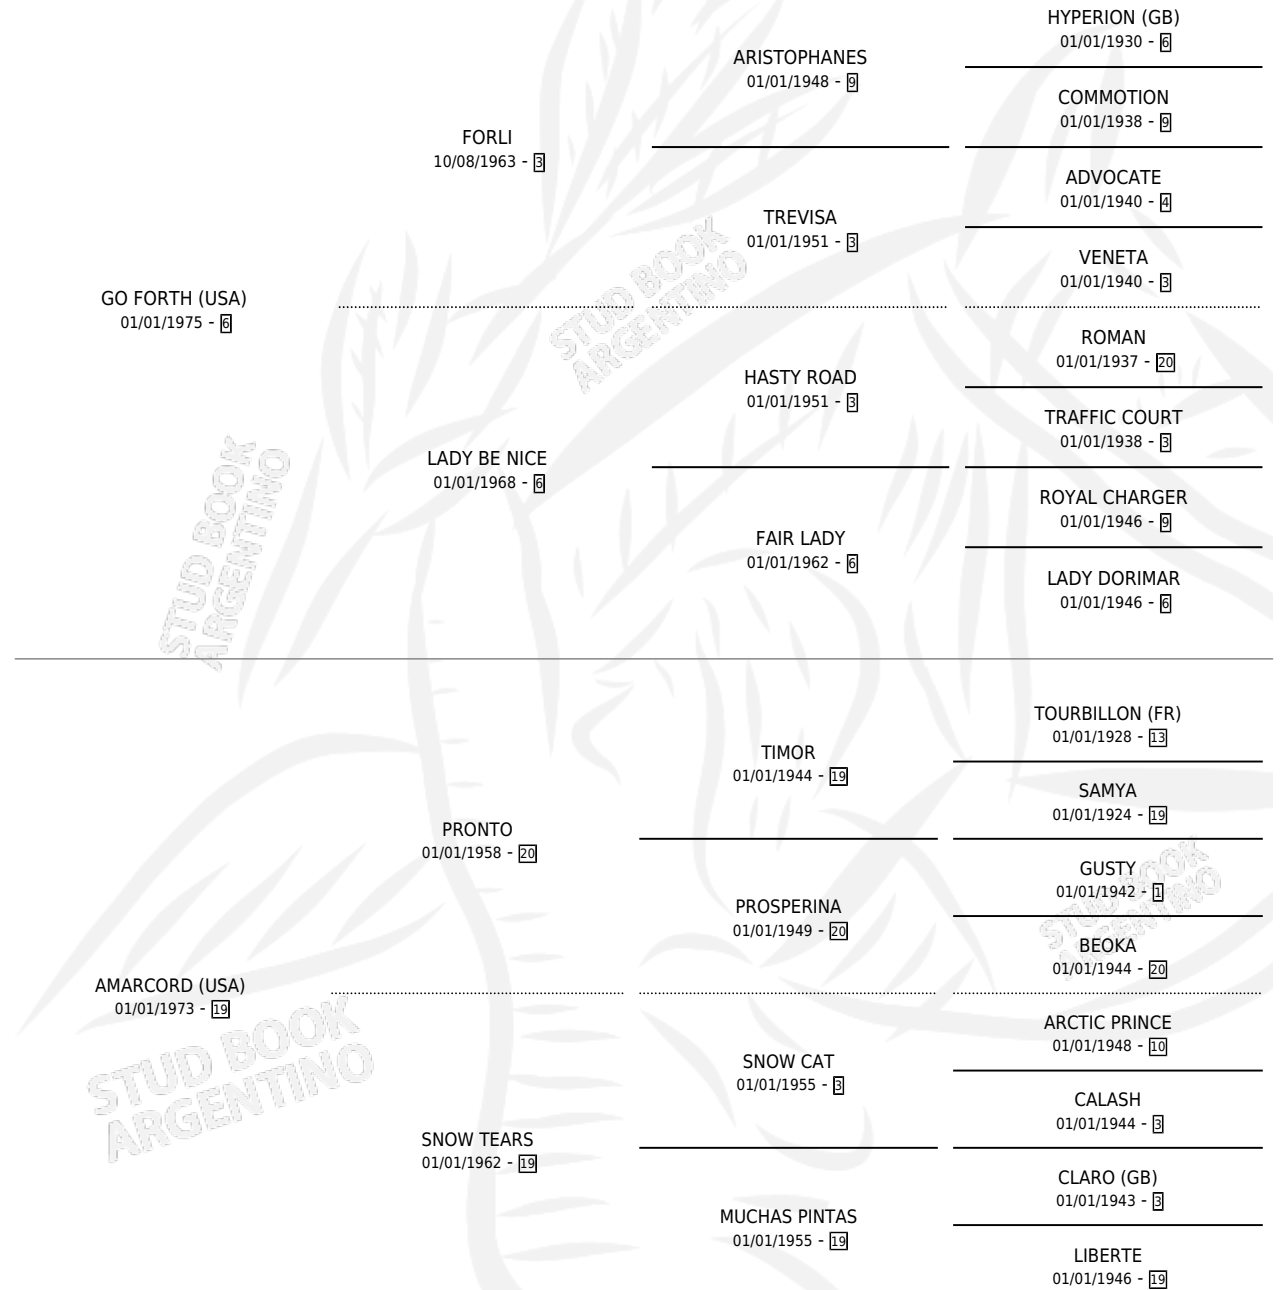 HYPERION (GB)
01/01/1930 - 6
ARISTOPHANES
01/01/1948 - 9
COMMOTION
01/01/1938 - 9
FORLI
10/08/1963 - 3
ADVOCATE
01/01/1940 - 4
TREVISA
01/01/1951 - 3
VENETA
01/01/1940 - 3
GO FORTH (USA)
01/01/1975 - 6
ROMAN
01/01/1937 - 20
HASTY ROAD
01/01/1951 - 3
TRAFFIC COURT
01/01/1938 - 3
LADY BE NICE
01/01/1968 - 6
ROYAL CHARGER
01/01/1946 - 9
FAIR LADY
01/01/1962 - 6
LADY DORIMAR
01/01/1946 - 6
TOURBILLON (FR)
01/01/1928 - 13
TIMOR
01/01/1944 - 19
SAMYA
01/01/1924 - 19
PRONTO
01/01/1958 - 20
GUSTY
01/01/1942 - 1
PROSPERINA
01/01/1949 - 20
BEOKA
01/01/1944 - 20
AMARCORD (USA)
01/01/1973 - 19
ARCTIC PRINCE
01/01/1948 - 10
SNOW CAT
01/01/1955 - 3
CALASH
01/01/1944 - 3
SNOW TEARS
01/01/1962 - 19
CLARO (GB)
01/01/1943 - 3
MUCHAS PINTAS
01/01/1955 - 19
LIBERTE
01/01/1946 - 19
STUD BOOK
ARGENTINO
STUD BOOK
ARGENTINO
STUD BOOK
ARGENTINO
STUD BOOK
ARGENTINO